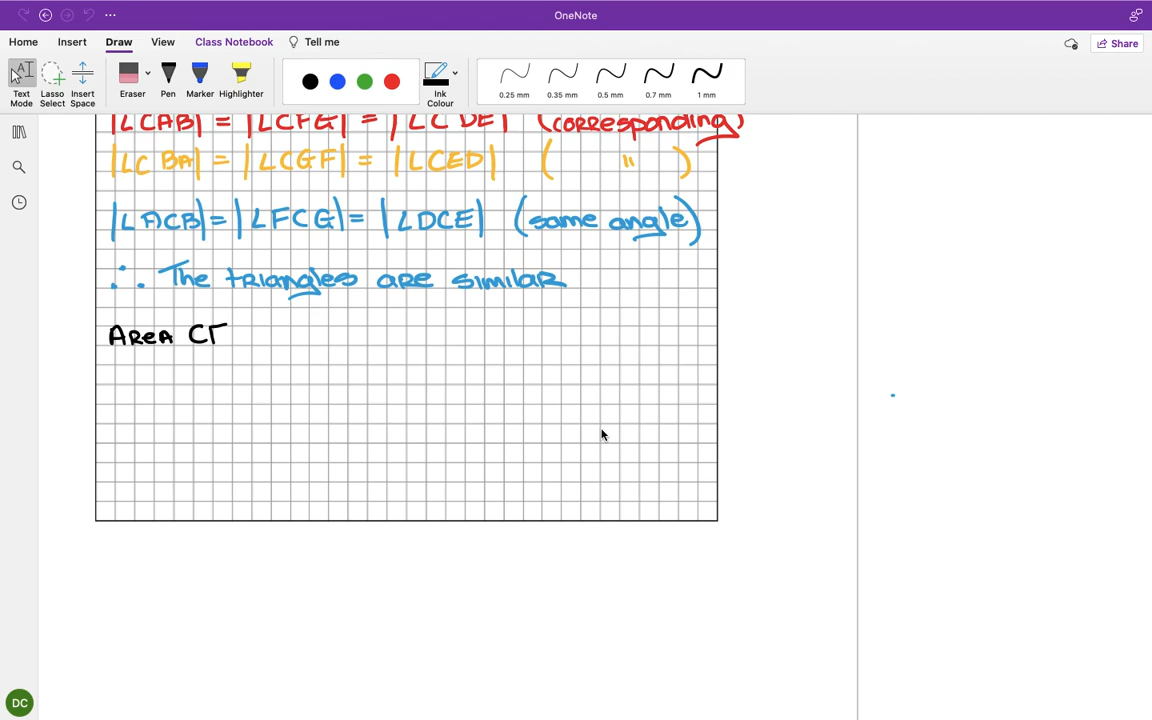 OneNote
Home Insert Draw View Class Notebook Tell me
Share
Text Mode
Lasso Select
Insert Space
Eraser Pen Marker Highlighter
Ink Colour
0.25 mm 0.35 mm 0.5 mm 0.7 mm 1 mm
|∠CAB| = |∠CFG| = |∠CDE| (corresponding)
|∠CBA| = |∠CGF| = |∠CED| ( " )
|∠ACB| = |∠FCG| = |∠DCE| (same angle)
∴ The triangles are similar
Area C
DC